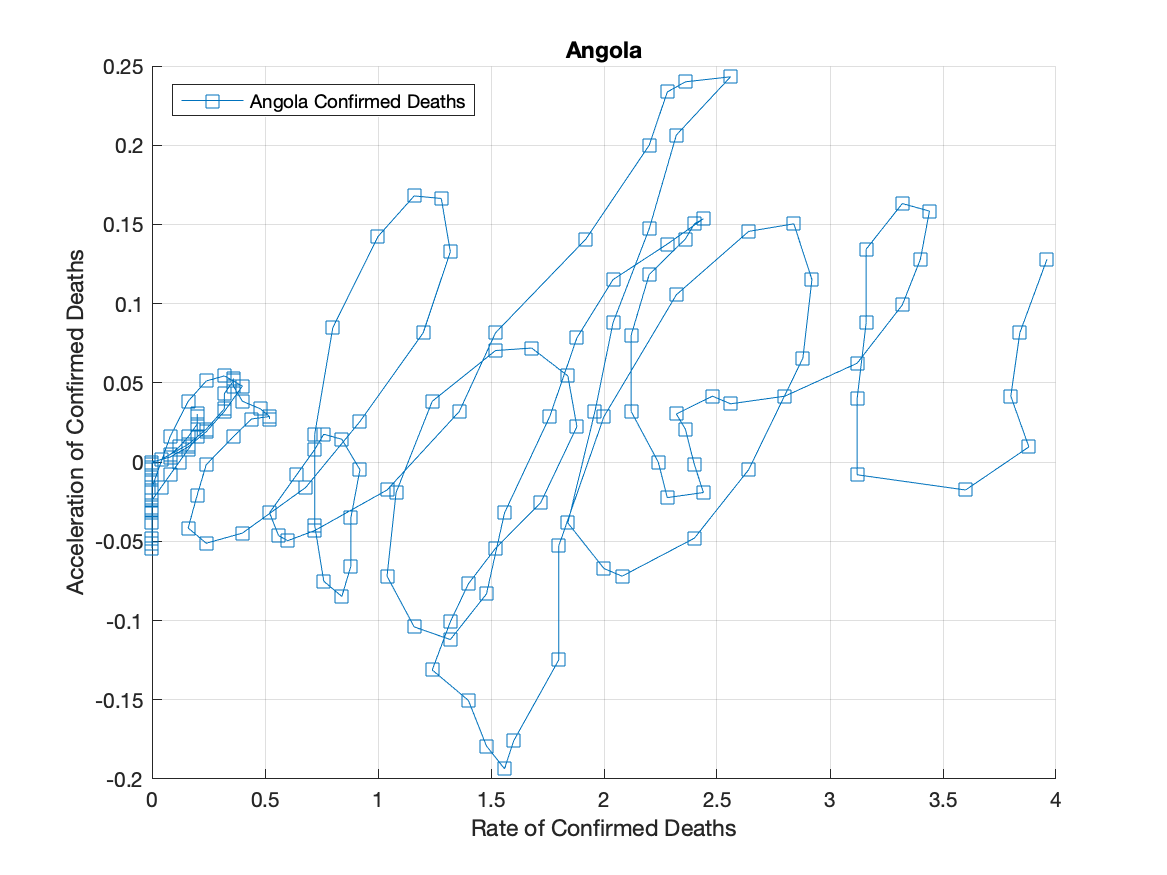 Angola
0.25
Angola Confirmed Deaths
0.2
0.15
0.1
0.05
0
-0.05
-0.1
-0.15
-0.2
Acceleration of Confirmed Deaths
0 0.5 1 1.5 2 2.5 3 3.5 4
Rate of Confirmed Deaths